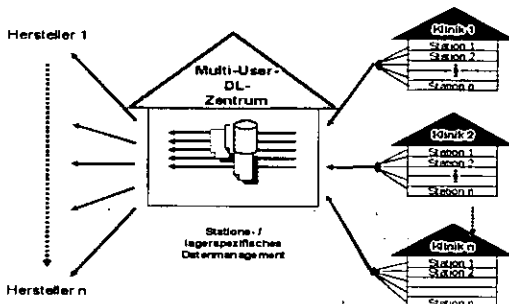 Hersteller 1
Hersteller n
Multi-User-
DL-
Zentrum
Stations- /
lagerspezifisches
Datenmanagement
Klinik 1
Station 1
Station 2
Station n
Klinik 2
Station 1
Station 2
Station n
Klinik n
Station 1
Station 2
Station n